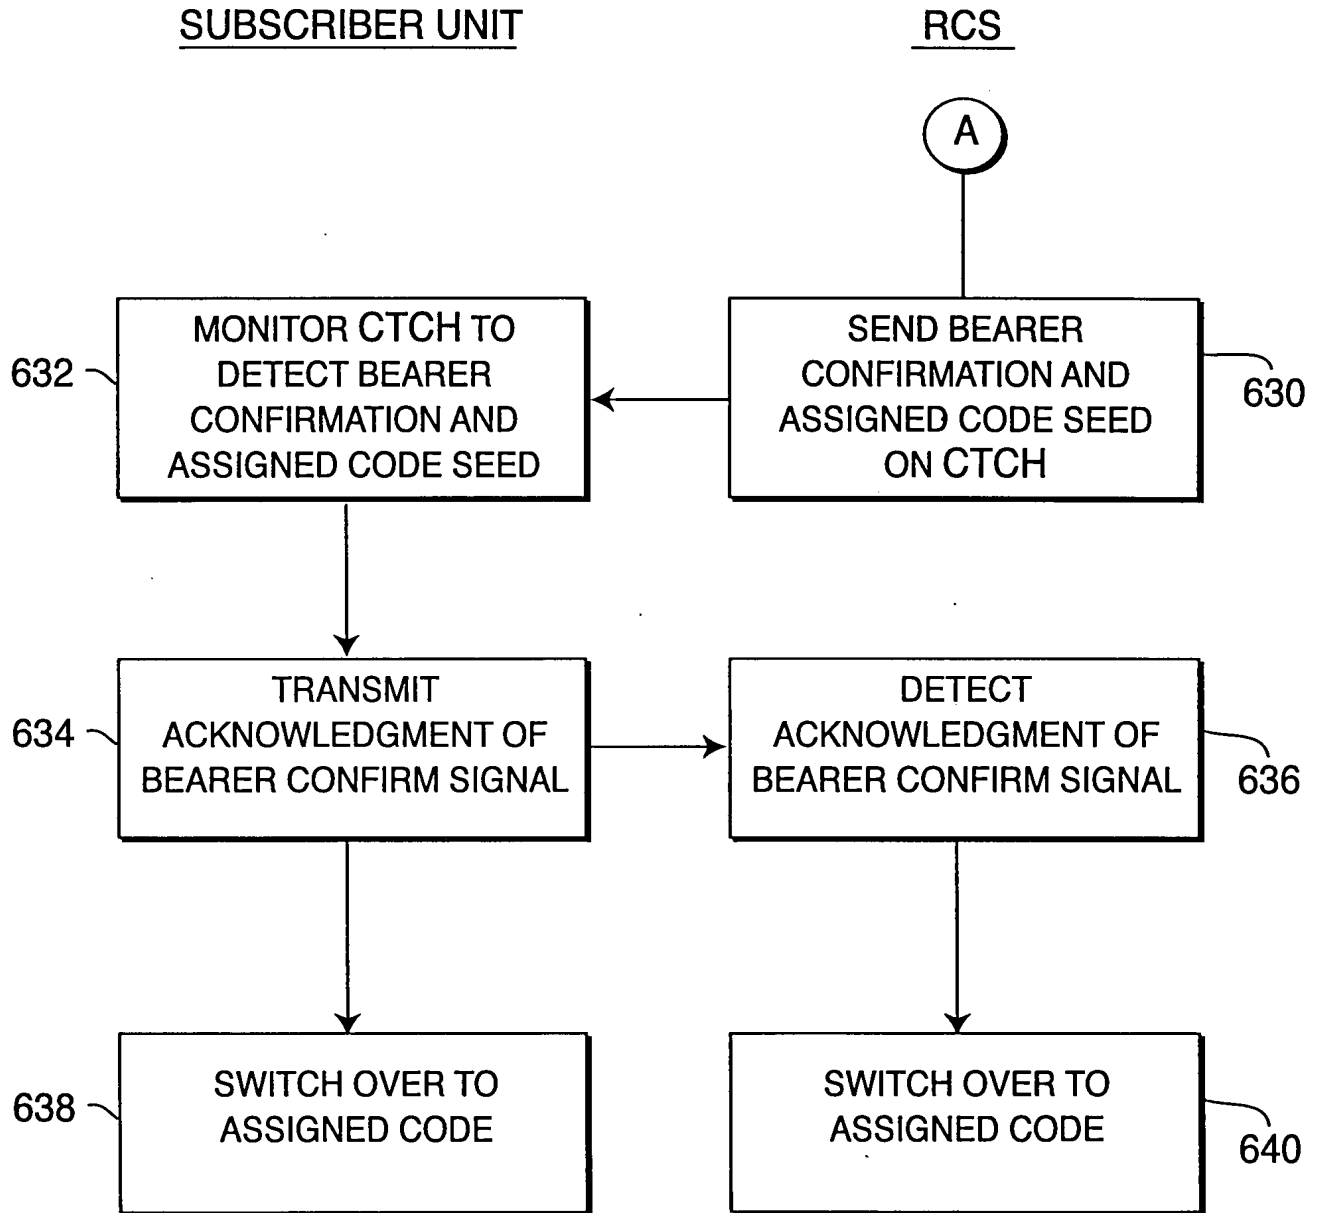 SUBSCRIBER UNIT
RCS
A
632
MONITOR CTCH TO
DETECT BEARER
CONFIRMATION AND
ASSIGNED CODE SEED
SEND BEARER
CONFIRMATION AND
ASSIGNED CODE SEED
ON CTCH
630
634
TRANSMIT
ACKNOWLEDGMENT OF
BEARER CONFIRM SIGNAL
DETECT
ACKNOWLEDGMENT OF
BEARER CONFIRM SIGNAL
636
638
SWITCH OVER TO
ASSIGNED CODE
SWITCH OVER TO
ASSIGNED CODE
640